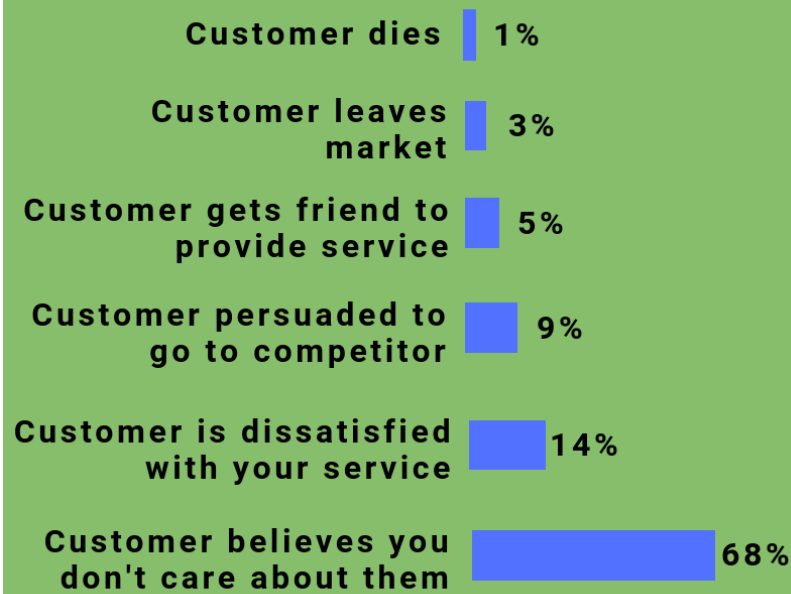 Customer dies 1%
Customer leaves
market 3%
Customer gets friend to
provide service 5%
Customer persuaded to
go to competitor 9%
Customer is dissatisfied
with your service 14%
Customer believes you
don't care about them 68%